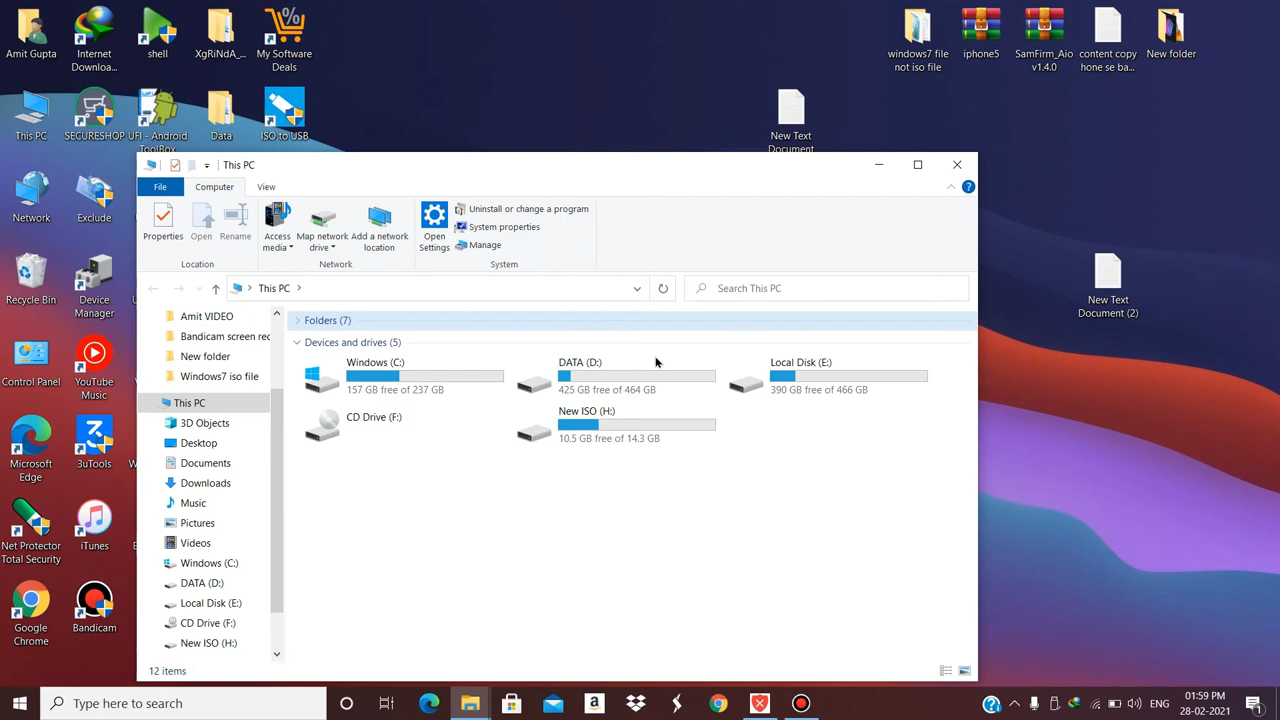 Amit Gupta
Internet
Downloa...
shell
XgRiNdA_...
My Software
Deals
windows7 file
not iso file
iphone5
SamFirm_Aio
v1.4.0
content copy
hone se ba...
New folder
This PC
SECURESHOP
UFI - Android
ToolBox
Data
ISO to USB
New Text
Document
This PC
File
Computer
View
Properties
Open
Rename
Access
media
Map network
drive
Add a network
location
Open
Settings
Uninstall or change a program
System properties
Manage
Location
Network
System
Network
Exclude
Recycle Bin
Device
Manager
New Text
Document (2)
Control Panel
YouTube
Music
Microsoft
Edge
3uTools
Net Protector
Total Security
iTunes
Google
Chrome
Bandicam
This PC
Search This PC
Amit VIDEO
Bandicam screen rec
New folder
Windows7 iso file
This PC
3D Objects
Desktop
Documents
Downloads
Music
Pictures
Videos
Windows (C:)
DATA (D:)
Local Disk (E:)
CD Drive (F:)
New ISO (H:)
Folders (7)
Devices and drives (5)
Windows (C:)
157 GB free of 237 GB
DATA (D:)
425 GB free of 464 GB
Local Disk (E:)
390 GB free of 466 GB
CD Drive (F:)
New ISO (H:)
10.5 GB free of 14.3 GB
12 items
Type here to search
ENG
01:59 PM
28-02-2021